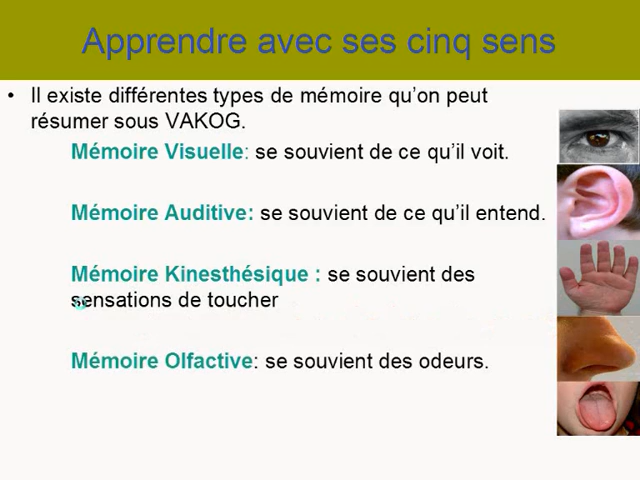 Apprendre avec ses cinq sens
• Il existe différentes types de mémoire qu’on peut
résumer sous VAKOG.
Mémoire Visuelle: se souvient de ce qu’il voit.
Mémoire Auditive: se souvient de ce qu’il entend.
Mémoire Kinesthésique : se souvient des
sensations de toucher
Mémoire Olfactive: se souvient des odeurs.